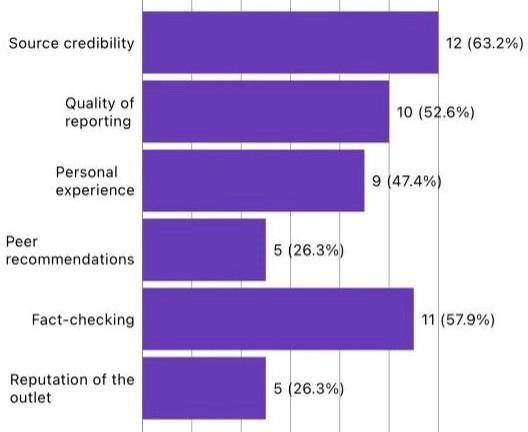 Source credibility
12 (63.2%)
Quality of
reporting
10 (52.6%)
Personal
experience
9 (47.4%)
Peer
recommendations
5 (26.3%)
Fact-checking
11 (57.9%)
Reputation of the
outlet
5 (26.3%)